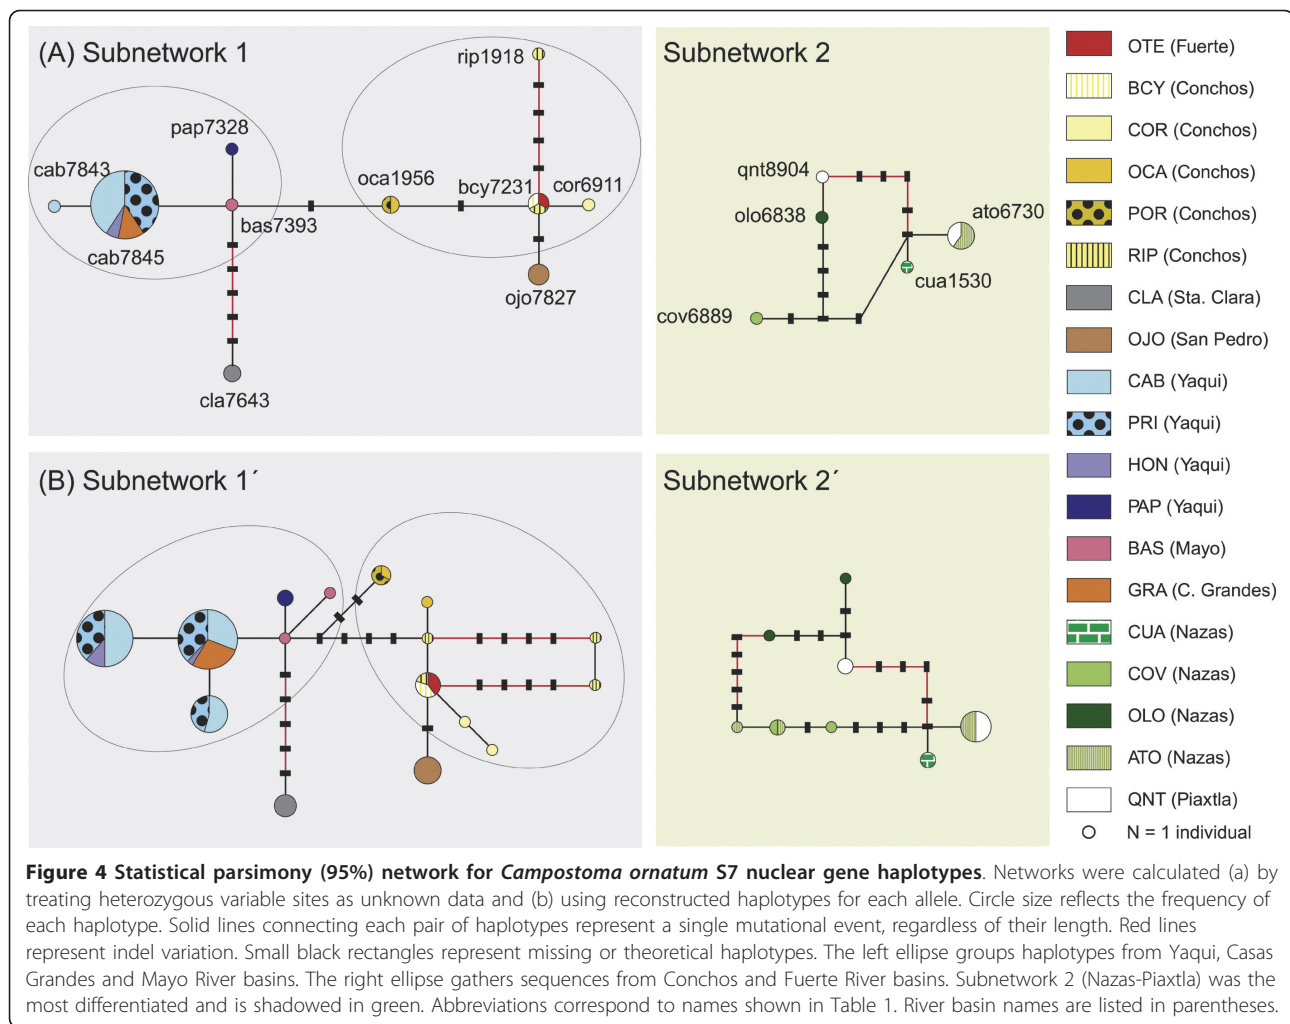 (A) Subnetwork 1
rip1918
pap7328
cab7843
oca1956
bcy7231
cor6911
bas7393
cab7845
ojo7827
cla7643
Subnetwork 2
qnt8904
olo6838
ato6730
cua1530
cov6889
(B) Subnetwork 1´
Subnetwork 2´
OTE (Fuerte)
BCY (Conchos)
COR (Conchos)
OCA (Conchos)
POR (Conchos)
RIP (Conchos)
CLA (Sta. Clara)
OJO (San Pedro)
CAB (Yaqui)
PRI (Yaqui)
HON (Yaqui)
PAP (Yaqui)
BAS (Mayo)
GRA (C. Grandes)
CUA (Nazas)
COV (Nazas)
OLO (Nazas)
ATO (Nazas)
QNT (Piaxtla)
N = 1 individual
Figure 4 Statistical parsimony (95%) network for Campostoma ornatum S7 nuclear gene haplotypes. Networks were calculated (a) by
treating heterozygous variable sites as unknown data and (b) using reconstructed haplotypes for each allele. Circle size reflects the frequency of
each haplotype. Solid lines connecting each pair of haplotypes represent a single mutational event, regardless of their length. Red lines
represent indel variation. Small black rectangles represent missing or theoretical haplotypes. The left ellipse groups haplotypes from Yaqui, Casas
Grandes and Mayo River basins. The right ellipse gathers sequences from Conchos and Fuerte River basins. Subnetwork 2 (Nazas-Piaxtla) was the
most differentiated and is shadowed in green. Abbreviations correspond to names shown in Table 1. River basin names are listed in parentheses.